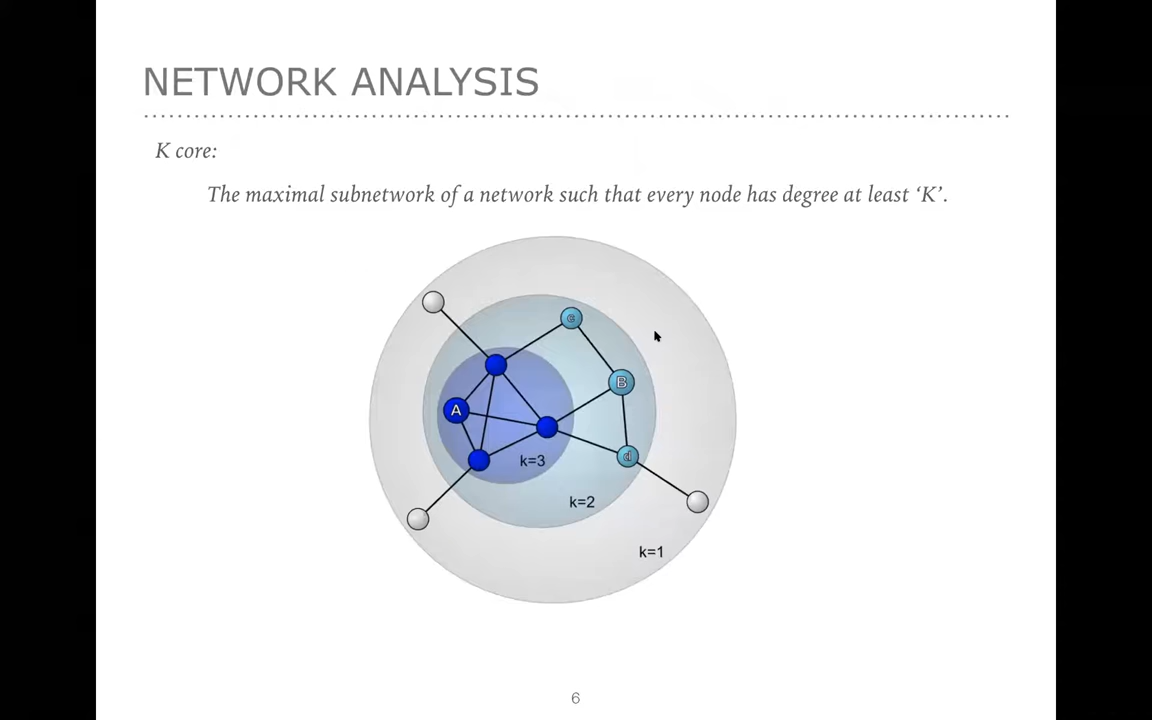 NETWORK ANALYSIS
K core:
The maximal subnetwork of a network such that every node has degree at least ‘K’.
c
B
A
d
k=3
k=2
k=1
6